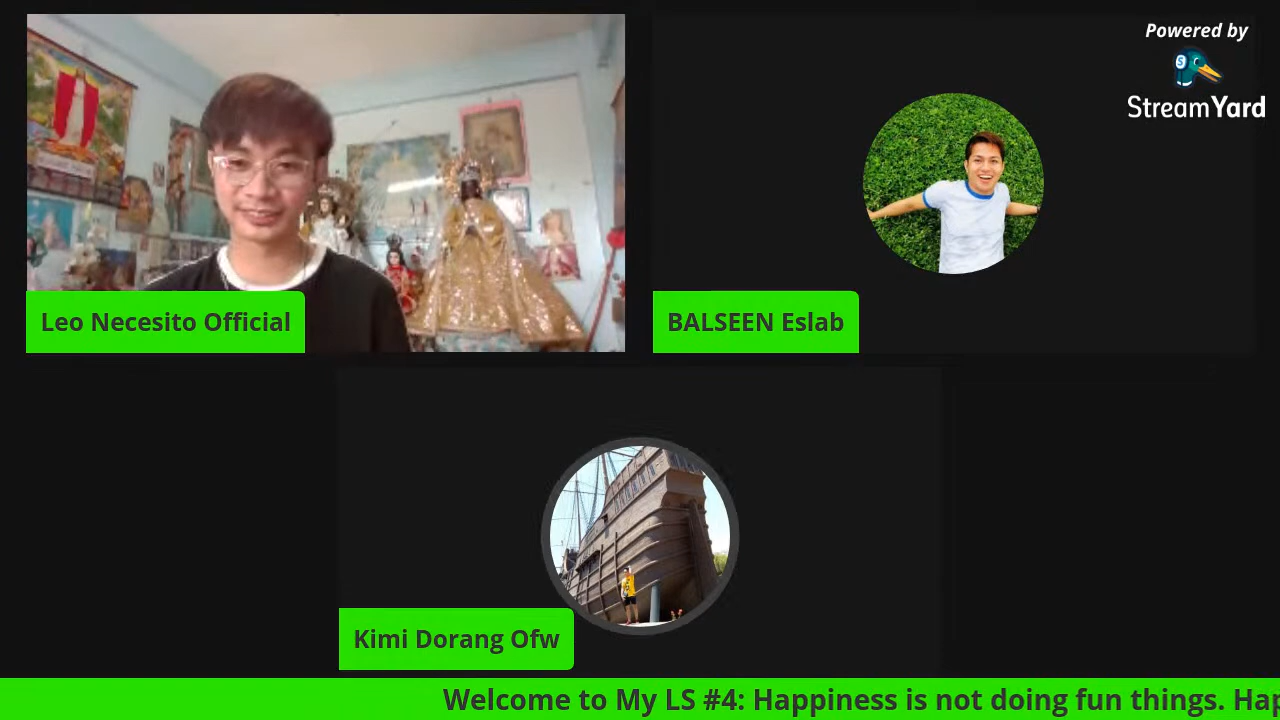 Powered by
StreamYard
Leo Necesito Official
BALSEEN Eslab
Kimi Dorang Ofw
Welcome to My LS #4: Happiness is not doing fun things. Hap